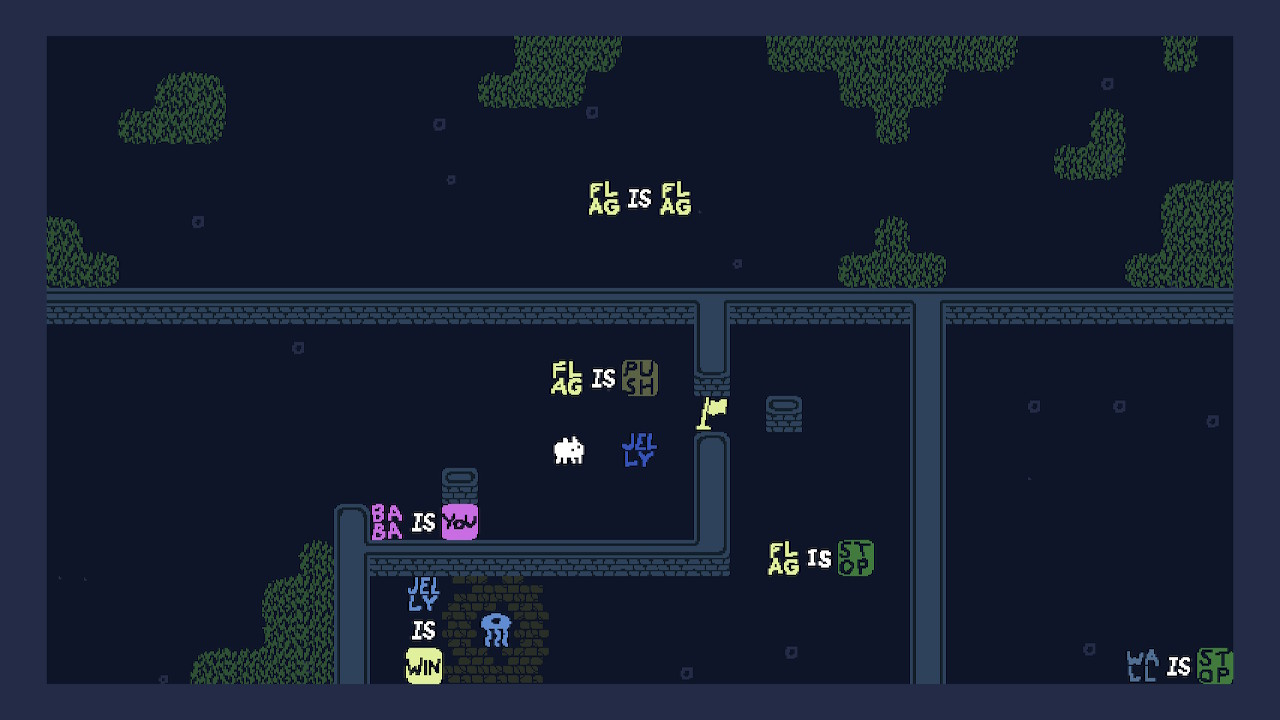 FLAG IS FLAG
FLAG IS PUSH
JELLY
BABA IS YOU
FLAG IS STOP
JELLY
IS
WIN
WALL IS STOP